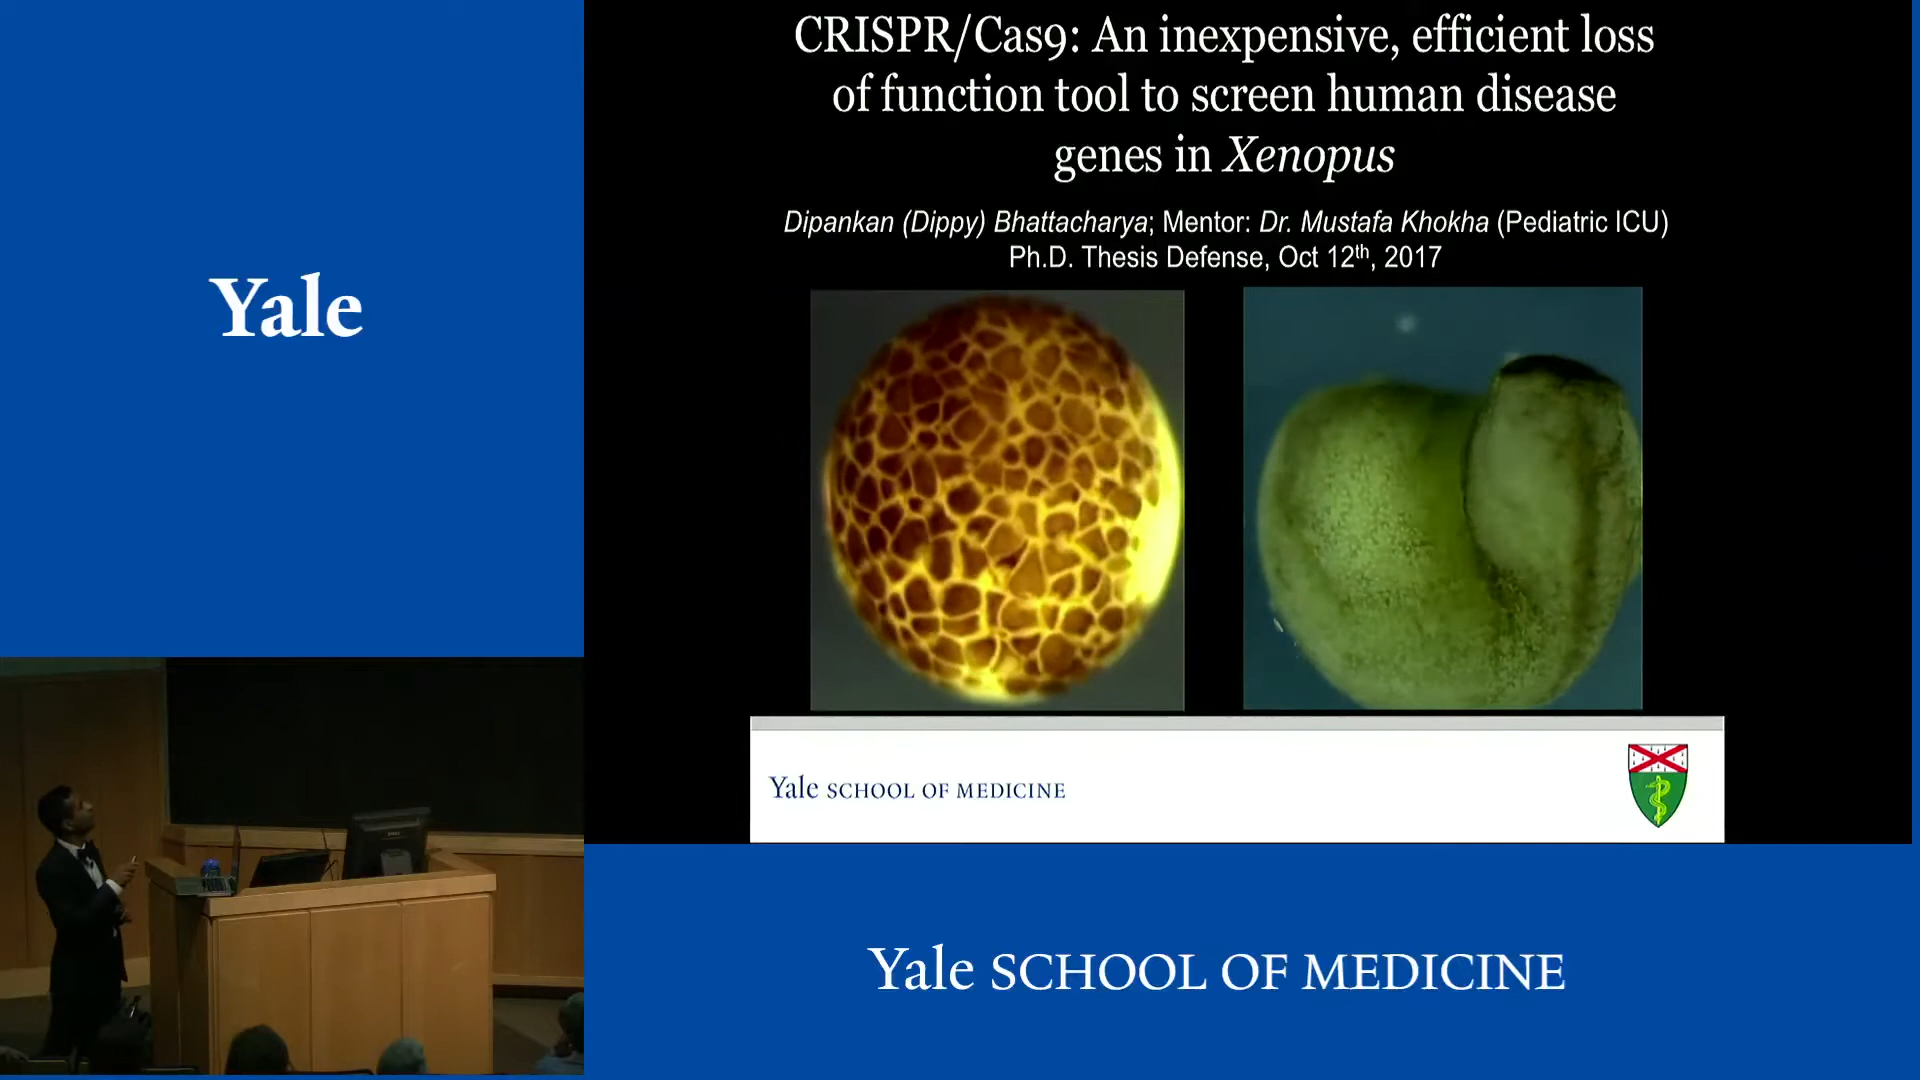 Yale
CRISPR/Cas9: An inexpensive, efficient loss
of function tool to screen human disease
genes in Xenopus
Dipankan (Dippy) Bhattacharya; Mentor: Dr. Mustafa Khokha (Pediatric ICU)
Ph.D. Thesis Defense, Oct 12th, 2017
Yale SCHOOL OF MEDICINE
Yale SCHOOL OF MEDICINE